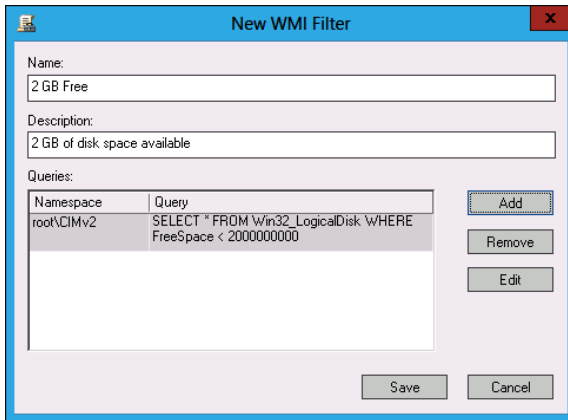 New WMI Filter
x
Name:
2 GB Free
Description:
2 GB of disk space available
Queries:
Namespace Query
root\CIMv2 SELECT * FROM Win32_LogicalDisk WHERE
FreeSpace < 2000000000
Add
Remove
Edit
Save Cancel